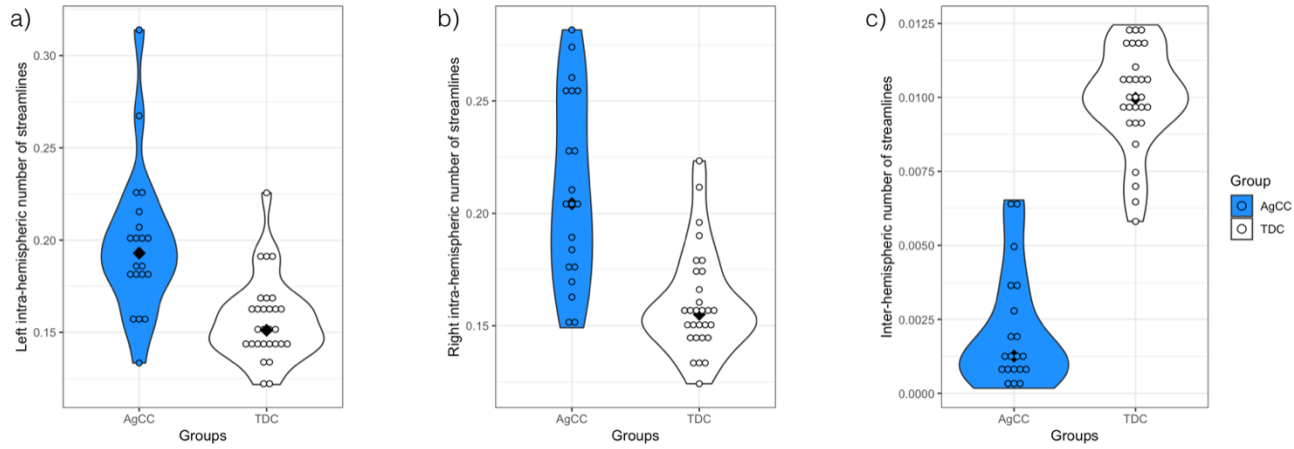 a)
Left intra-hemispheric number of streamlines
0.30
0.25
0.20
0.15
AgCC
TDC
Groups
b)
Right intra-hemispheric number of streamlines
0.25
0.20
0.15
AgCC
TDC
Groups
c)
Inter-hemispheric number of streamlines
0.0125
0.0100
0.0075
0.0050
0.0025
0.0000
AgCC
TDC
Groups
Group
AgCC
TDC